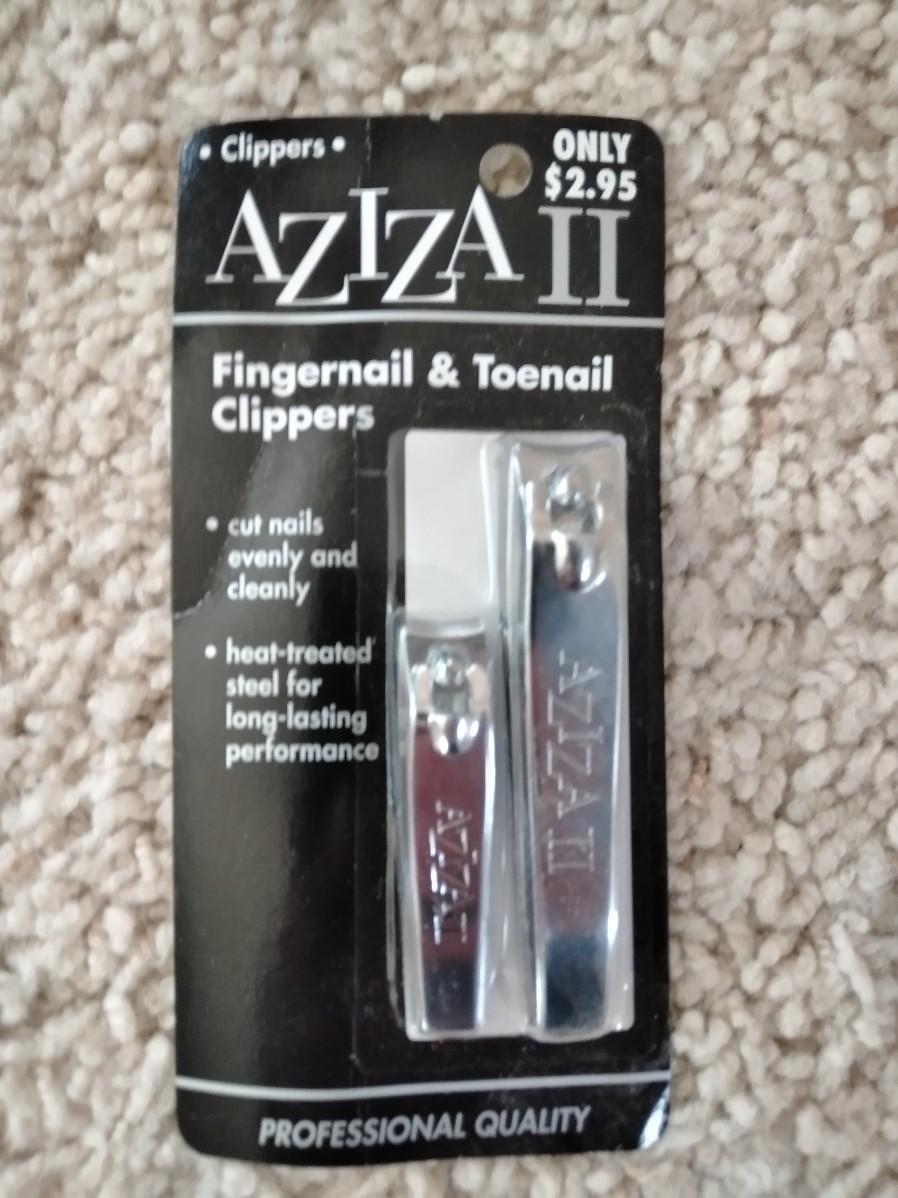 • Clippers •
ONLY
$2.95
AZIZA II
Fingernail & Toenail
Clippers
• cut nails
evenly and
cleanly
• heat-treated
steel for
long-lasting
performance
AZIZA II
AZIZA II
PROFESSIONAL QUALITY